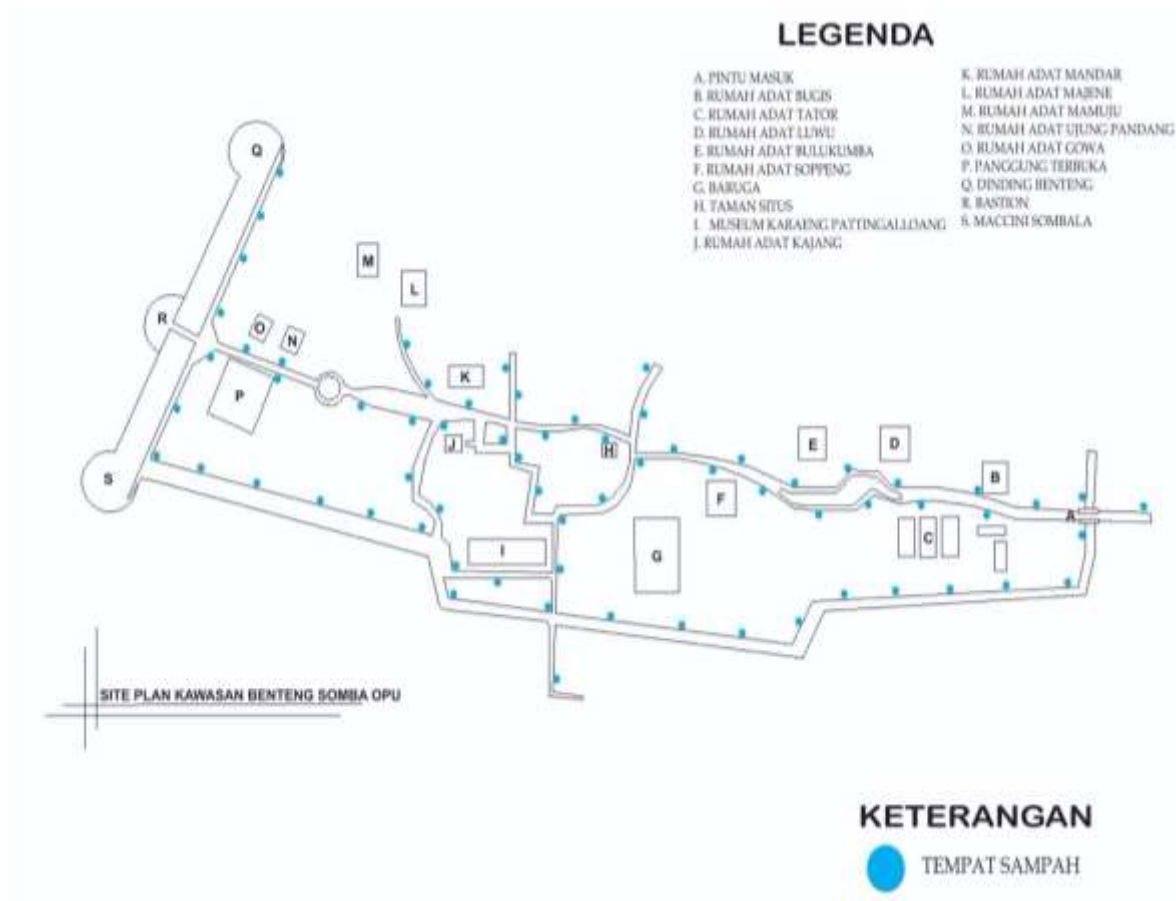 LEGENDA
A. PINTU MASUK
B. RUMAH ADAT BUGIS
C. RUMAH ADAT TATOR
D. RUMAH ADAT LUWU
E. RUMAH ADAT BULUKUMBA
F. RUMAH ADAT SOPPENG
G. BARUGA
H. TAMAN SITUS
I. MUSEUM KARAENG PATTINGALLOANG
J. RUMAH ADAT KAJANG
K. RUMAH ADAT MANDAR
L. RUMAH ADAT MAJENE
M. RUMAH ADAT MAMUJU
N. RUMAH ADAT UJUNG PANDANG
O. RUMAH ADAT GOWA
P. PANGGUNG TERBUKA
Q. DINDING BENTENG
R. BASTION
S. MACCINI SOMBALA
Q
M
L
R
O
N
K
P
J
H
E
D
S
F
B
A
I
G
C
SITE PLAN KAWASAN BENTENG SOMBA OPU
KETERANGAN
TEMPAT SAMPAH